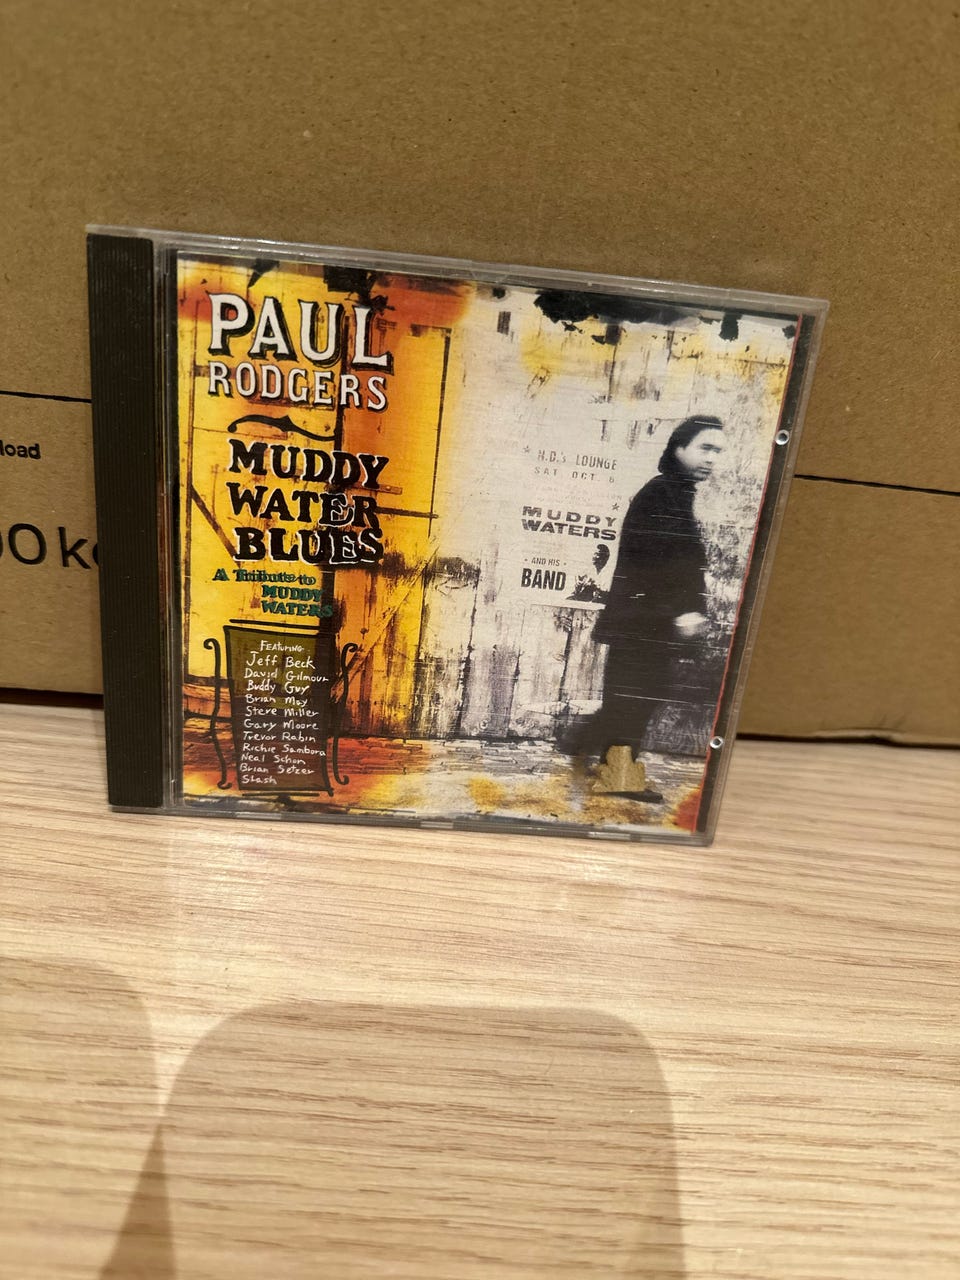 PAUL
RODGERS
MUDDY
WATER
BLUES
A Tribute to
MUDDY
WATERS
FEATURING
Jeff Beck
David Gilmour
Buddy Guy
Brian May
Steve Miller
Gary Moore
Trevor Rabin
Richie Sambora
Neal Schon
Brian Setzer
Slash
LOUNGE
SAT. OCT. 6
MUDDY
WATERS
AND HIS
BAND
load